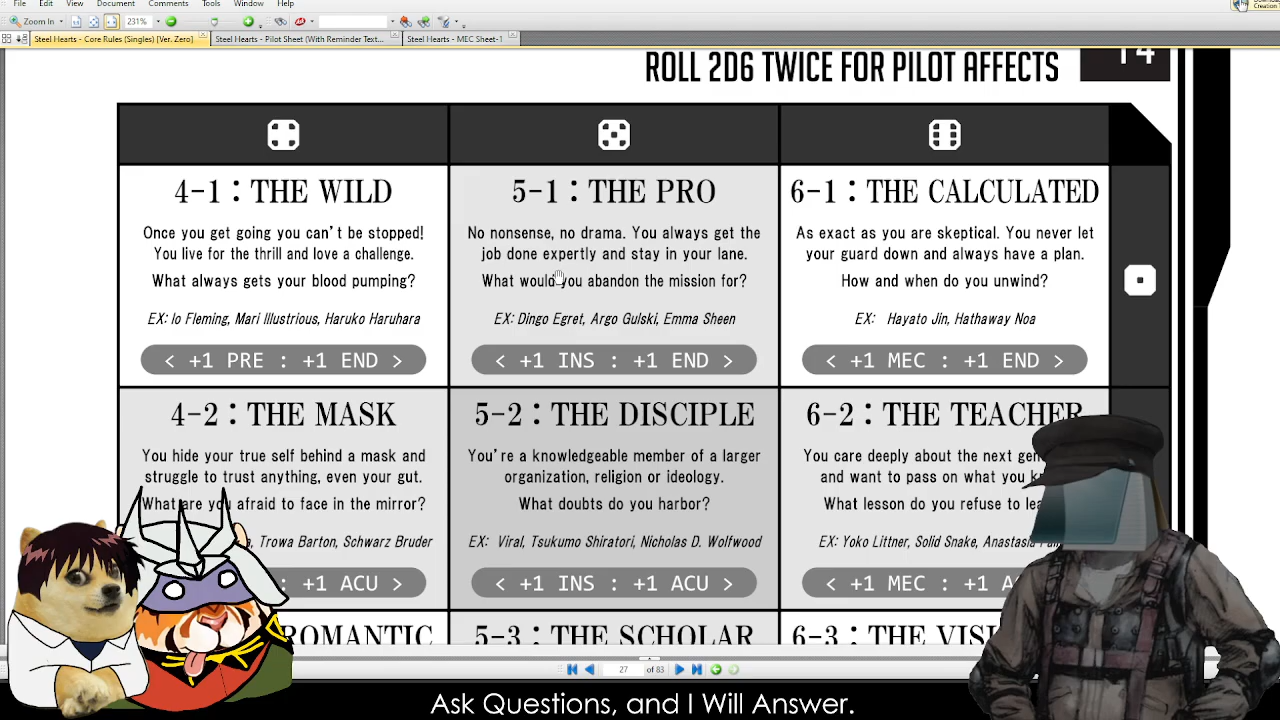 File Edit View Document Comments Tools Window Help
Zoom In 231%
Steel Hearts - Core Rules (Singles) [Ver. Zero] Steel Hearts - Pilot Sheet (With Reminder Text... Steel Hearts - MEC Sheet-1
ROLL 2D6 TWICE FOR PILOT AFFECTS
14
4-1 : THE WILD
Once you get going you can't be stopped!
You live for the thrill and love a challenge.
What always gets your blood pumping?
EX: Io Fleming, Mari Illustrious, Haruko Haruhara
< +1 PRE : +1 END >
5-1 : THE PRO
No nonsense, no drama. You always get the
job done expertly and stay in your lane.
What would you abandon the mission for?
EX: Dingo Egret, Argo Gulski, Emma Sheen
< +1 INS : +1 END >
6-1 : THE CALCULATED
As exact as you are skeptical. You never let
your guard down and always have a plan.
How and when do you unwind?
EX: Hayato Jin, Hathaway Noa
< +1 MEC : +1 END >
4-2 : THE MASK
You hide your true self behind a mask and
struggle to trust anything, even your gut.
What are you afraid to face in the mirror?
Trowa Barton, Schwarz Bruder
: +1 ACU >
5-2 : THE DISCIPLE
You're a knowledgeable member of a larger
organization, religion or ideology.
What doubts do you harbor?
EX: Viral, Tsukumo Shiratori, Nicholas D. Wolfwood
< +1 INS : +1 ACU >
6-2 : THE TEACHER
You care deeply about the next
and want to pass on what you
What lesson do you refuse to
EX: Yoko Littner, Solid Snake, Anastasia
< +1 MEC : +1
ROMANTIC
5-3 : THE SCHOLAR
6-3 : THE
27 of 83
Ask Questions, and I Will Answer.